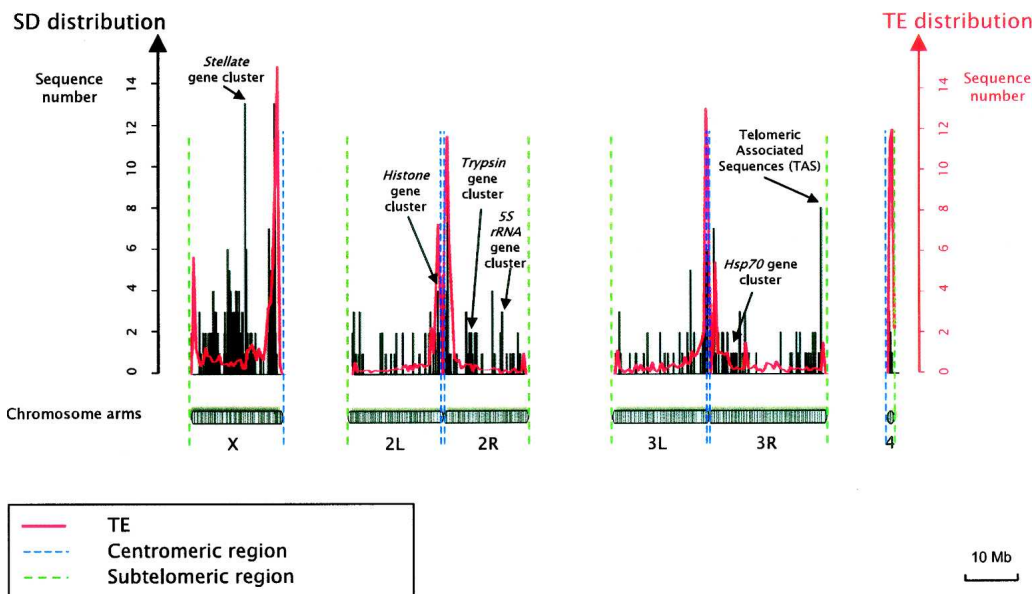 SD distribution
TE distribution
Sequence
number
Sequence
number
14
12
10
8
6
4
2
0
14
12
10
8
6
4
2
0
Stellate
gene cluster
Histone
gene
cluster
Trypsin
gene
cluster
5S
rRNA
gene
cluster
Telomeric
Associated
Sequences (TAS)
Hsp70 gene
cluster
Chromosome arms
X
2L
2R
3L
3R
4
TE
Centromeric region
Subtelomeric region
10 Mb